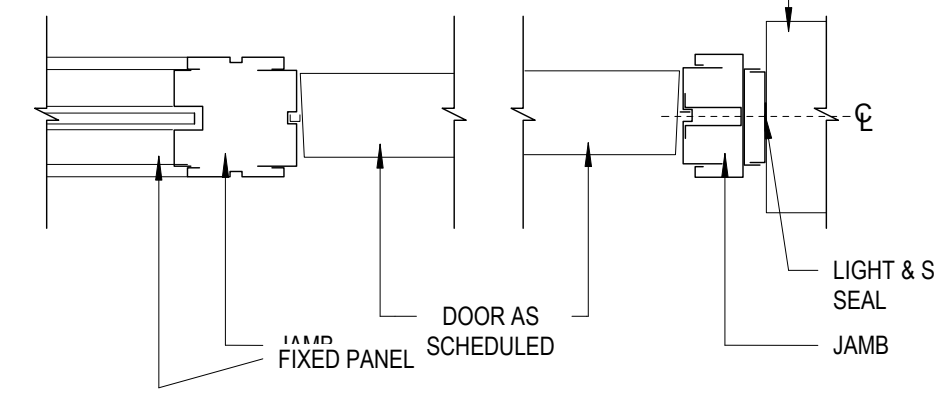 ℄
LIGHT & S
SEAL
DOOR AS
SCHEDULED
JAMB
FIXED PANEL
JAMB